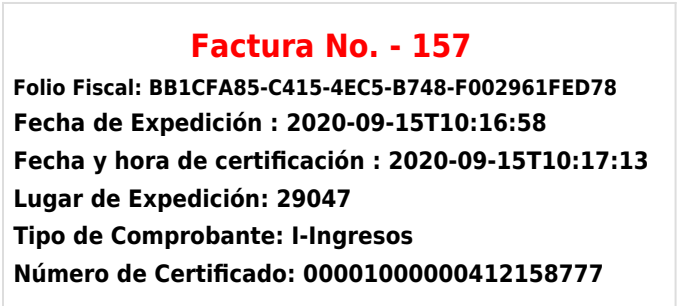 Factura No. - 157
Folio Fiscal: BB1CFA85-C415-4EC5-B748-F002961FED78
Fecha de Expedición : 2020-09-15T10:16:58
Fecha y hora de certificación : 2020-09-15T10:17:13
Lugar de Expedición: 29047
Tipo de Comprobante: I-Ingresos
Número de Certificado: 00001000000412158777